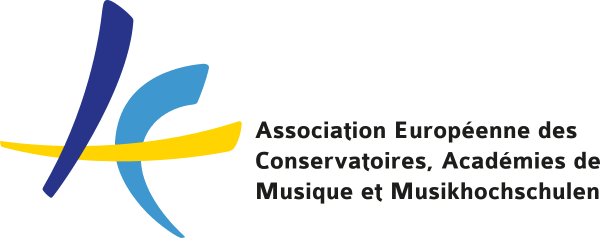 Association Européenne des
Conservatoires, Académies de
Musique et Musikhochschulen